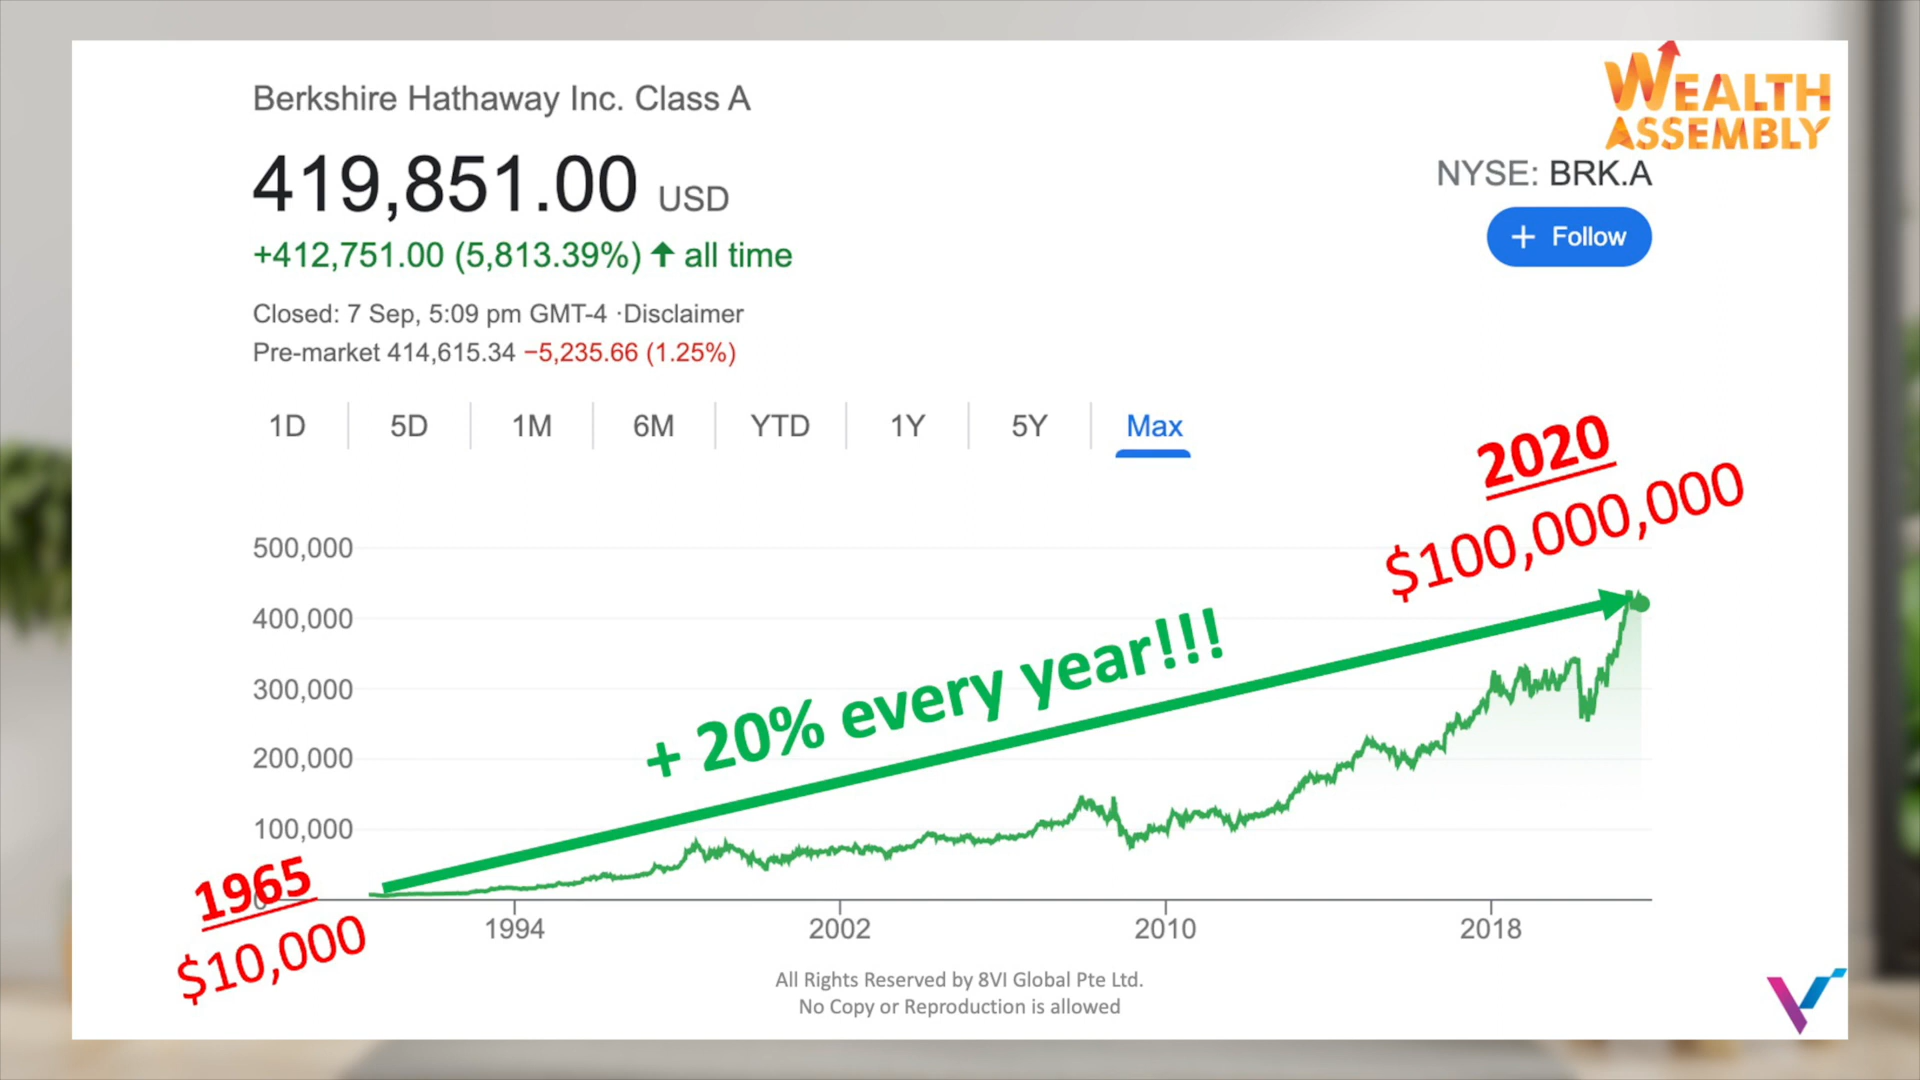 WEALTH
ASSEMBLY
Berkshire Hathaway Inc. Class A
419,851.00 USD
NYSE: BRK.A
+412,751.00 (5,813.39%) ↑ all time
+ Follow
Closed: 7 Sep, 5:09 pm GMT-4 ·Disclaimer
Pre-market 414,615.34 −5,235.66 (1.25%)
1D 5D 1M 6M YTD 1Y 5Y Max
2020
$100,000,000
500,000
400,000
+ 20% every year!!!
300,000
200,000
100,000
1965
0
$10,000
1994 2002 2010 2018
All Rights Reserved by 8VI Global Pte Ltd.
No Copy or Reproduction is allowed